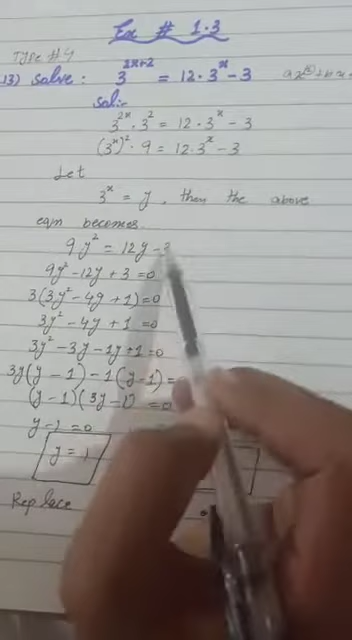 Ex # 1.3
Type #4
13) Solve: 3^{2x+2} = 12·3^x - 3
Sol:-
3^{2x}·3^2 = 12·3^x - 3
(3^x)^2·9 = 12·3^x - 3
Let
3^x = y, then the above
eqn becomes.
9y^2 = 12y - 3
9y^2 - 12y + 3 = 0
3(3y^2 - 4y + 1) = 0
3y^2 - 4y + 1 = 0
3y^2 - 3y - 1y + 1 = 0
3y(y - 1) - 1(y - 1) =
(y - 1)(3y - 1) = 0
y - 1 = 0
y = 1
Replace